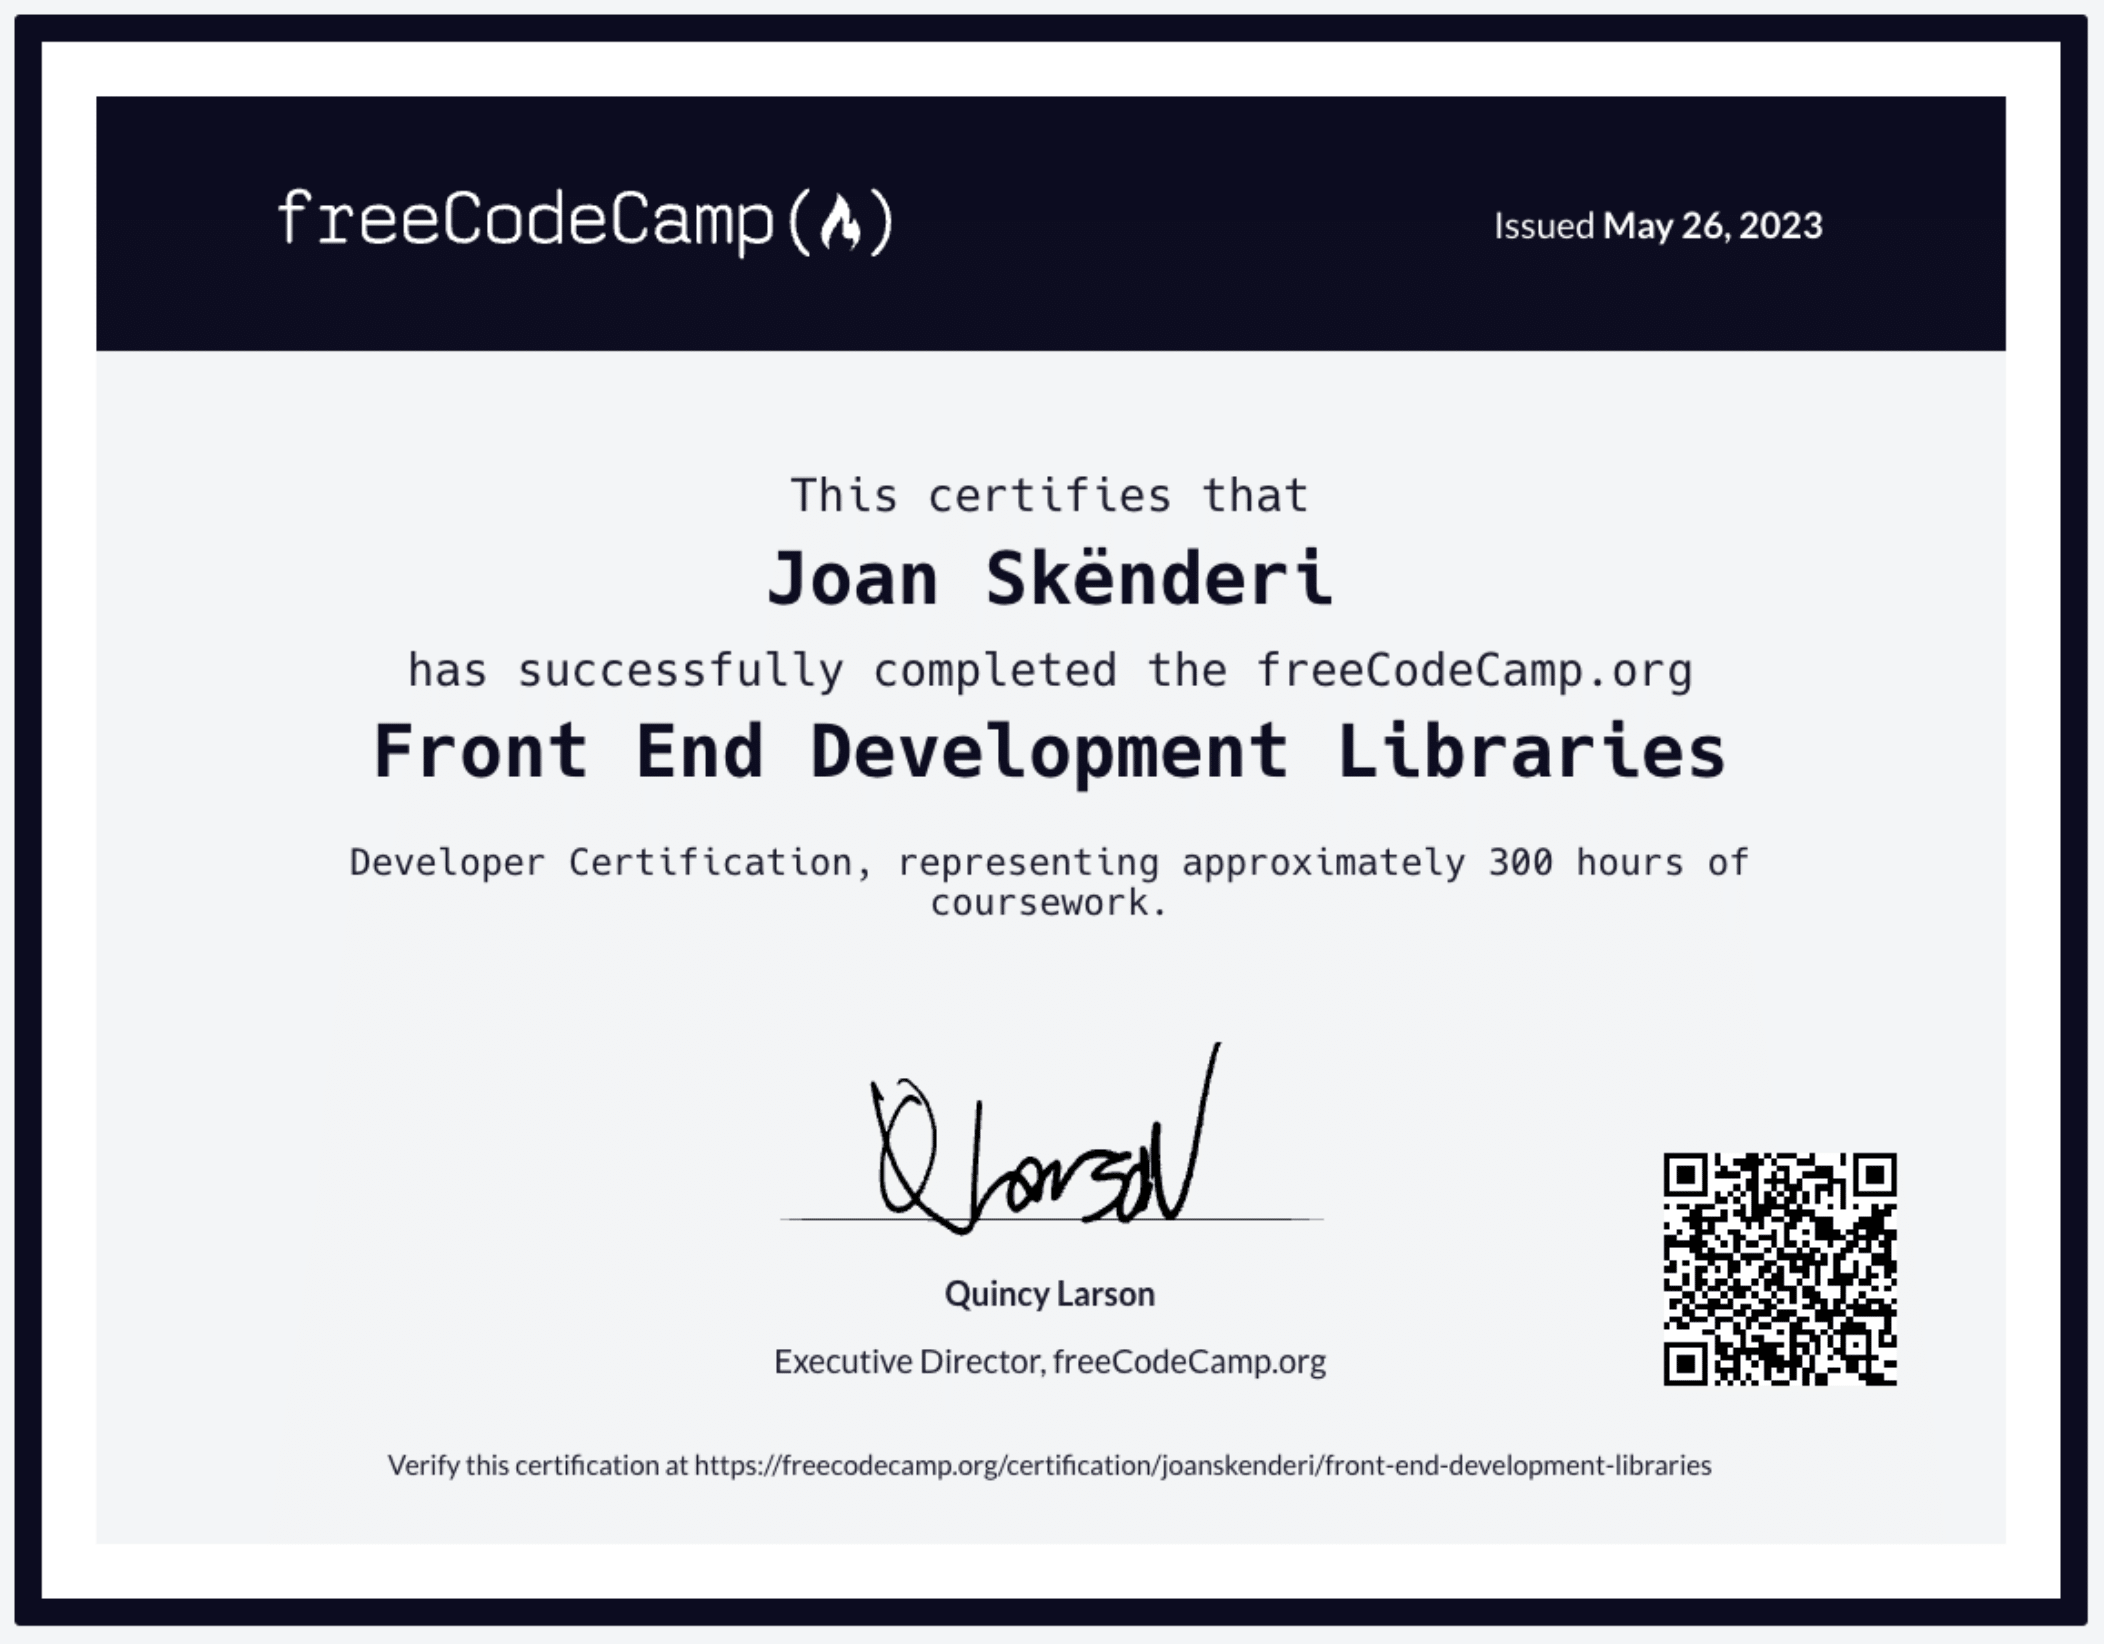 freeCodeCamp(🔥)
Issued May 26, 2023
This certifies that
Joan Skënderi
has successfully completed the freeCodeCamp.org
Front End Development Libraries
Developer Certification, representing approximately 300 hours of
coursework.
Q Larson
Quincy Larson
Executive Director, freeCodeCamp.org
Verify this certification at https://freecodecamp.org/certification/joanskenderi/front-end-development-libraries